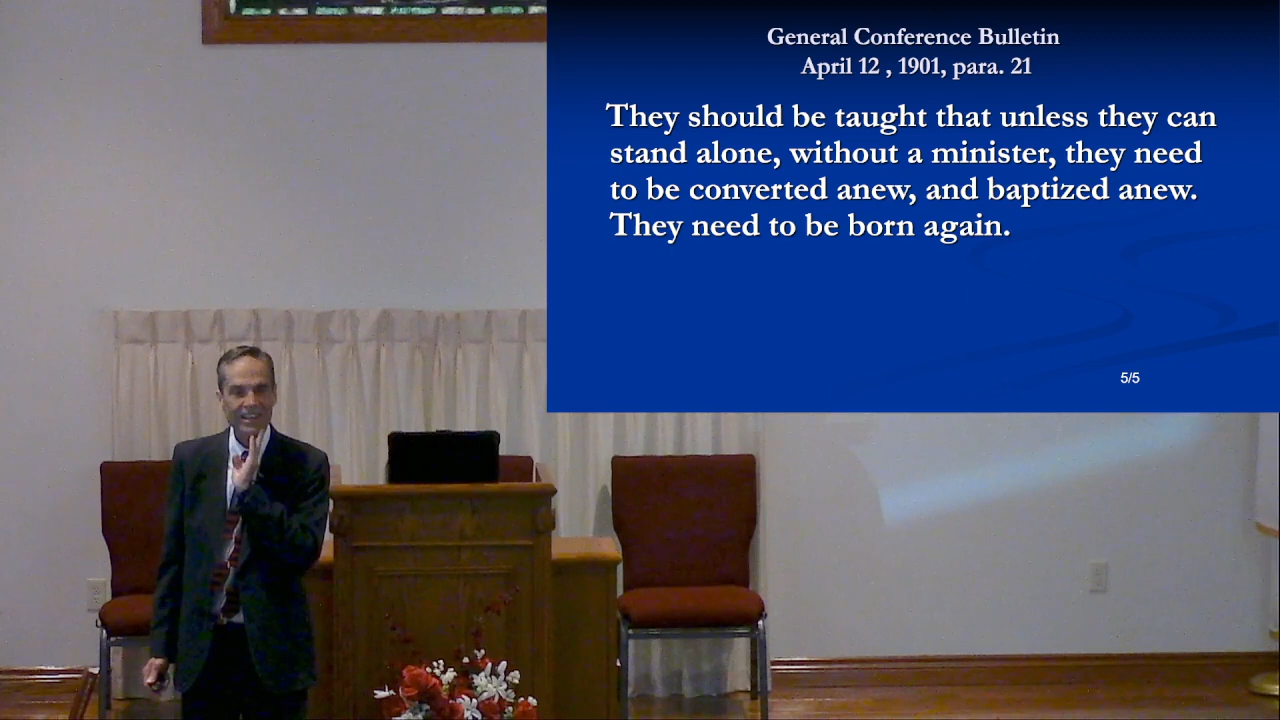 General Conference Bulletin
April 12 , 1901, para. 21
They should be taught that unless they can
stand alone, without a minister, they need
to be converted anew, and baptized anew.
They need to be born again.
5/5